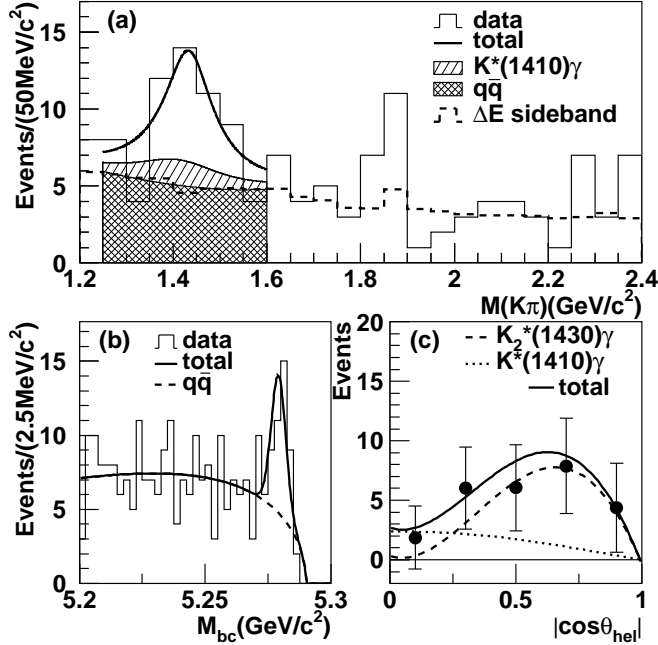 (a)
data
total
K*(1410)γ
qq̅
ΔE sideband
Events/(50MeV/c²)
15
10
5
0
1.2 1.4 1.6 1.8 2 2.2 2.4
M(Kπ)(GeV/c²)
(b)
data
total
qq̅
Events/(2.5MeV/c²)
15
10
5
0
5.2 5.25 5.3
M_bc(GeV/c²)
(c)
K₂*(1430)γ
K*(1410)γ
total
Events
20
15
10
5
0
0 0.5 1
|cosθ_hel|